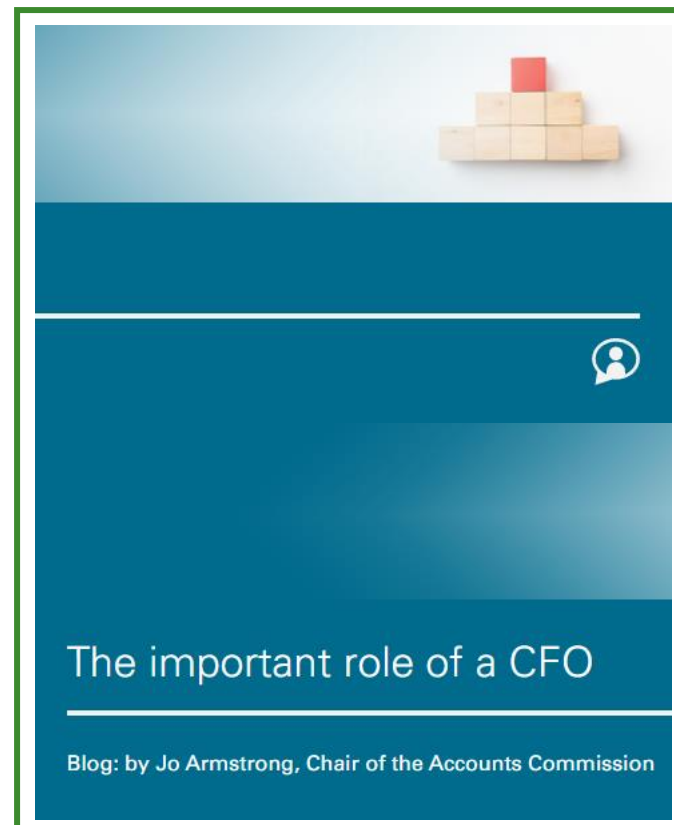 The important role of a CFO
Blog: by Jo Armstrong, Chair of the Accounts Commission